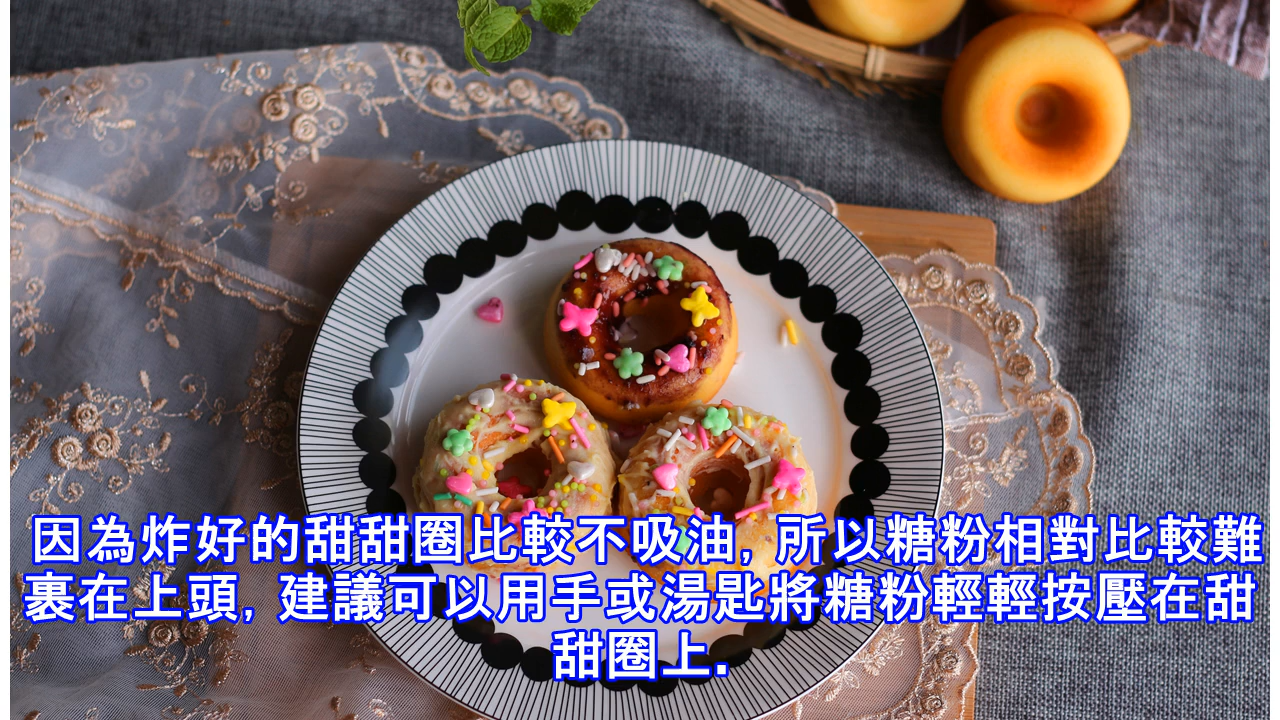 因為炸好的甜甜圈比較不吸油, 所以糖粉相對比較難
裹在上頭, 建議可以用手或湯匙將糖粉輕輕按壓在甜
甜圈上.